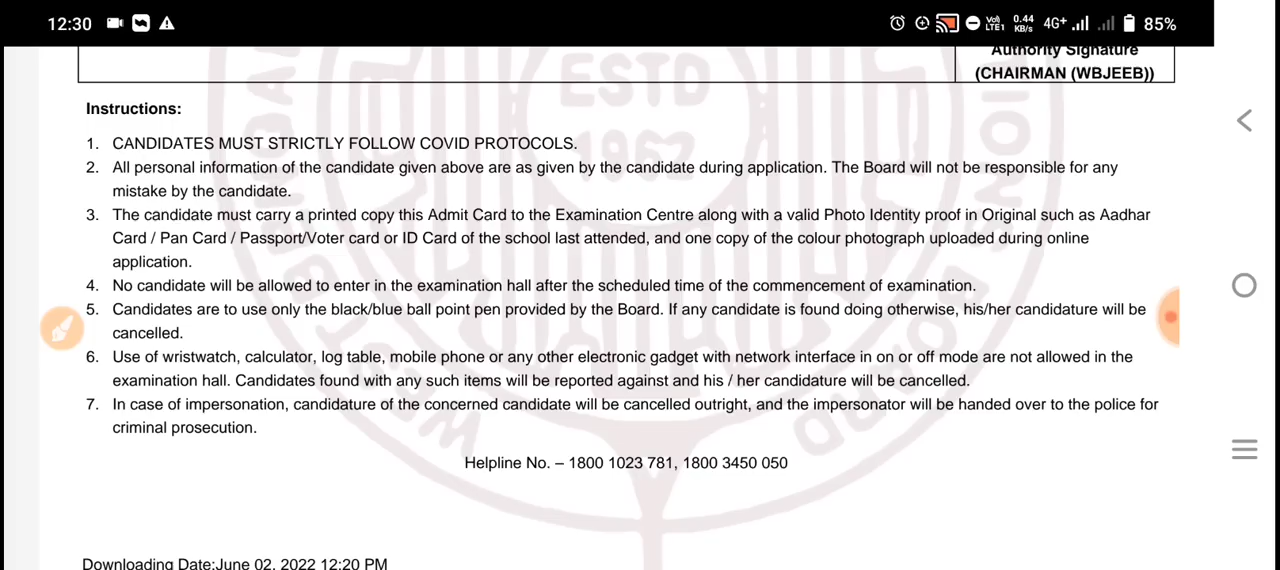 12:30 Vo) LTE1 0.44 KB/s 4G+ 85%
Authority Signature
(CHAIRMAN (WBJEEB))
ESTD
1962
Instructions:
1. CANDIDATES MUST STRICTLY FOLLOW COVID PROTOCOLS.
2. All personal information of the candidate given above are as given by the candidate during application. The Board will not be responsible for any
mistake by the candidate.
3. The candidate must carry a printed copy this Admit Card to the Examination Centre along with a valid Photo Identity proof in Original such as Aadhar
Card / Pan Card / Passport/Voter card or ID Card of the school last attended, and one copy of the colour photograph uploaded during online
application.
4. No candidate will be allowed to enter in the examination hall after the scheduled time of the commencement of examination.
5. Candidates are to use only the black/blue ball point pen provided by the Board. If any candidate is found doing otherwise, his/her candidature will be
cancelled.
6. Use of wristwatch, calculator, log table, mobile phone or any other electronic gadget with network interface in on or off mode are not allowed in the
examination hall. Candidates found with any such items will be reported against and his / her candidature will be cancelled.
7. In case of impersonation, candidature of the concerned candidate will be cancelled outright, and the impersonator will be handed over to the police for
criminal prosecution.
Helpline No. – 1800 1023 781, 1800 3450 050
Downloading Date:June 02, 2022 12:20 PM